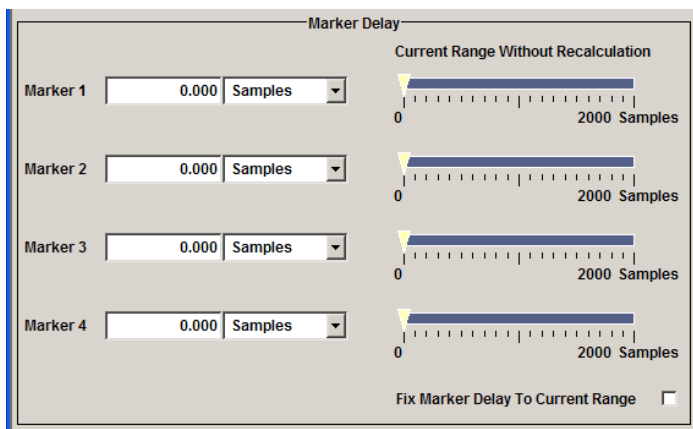 Marker Delay
Current Range Without Recalculation
Marker 1 0.000 Samples
0 2000 Samples
Marker 2 0.000 Samples
0 2000 Samples
Marker 3 0.000 Samples
0 2000 Samples
Marker 4 0.000 Samples
0 2000 Samples
Fix Marker Delay To Current Range